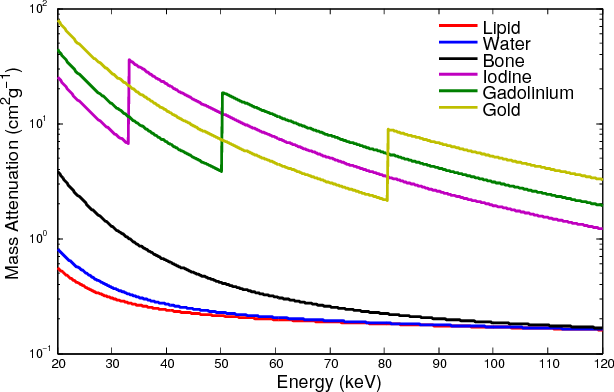 10²
10¹
10⁰
10⁻¹
Mass Attenuation (cm²g⁻¹)
Lipid
Water
Bone
Iodine
Gadolinium
Gold
20 30 40 50 60 70 80 90 100 110 120
Energy (keV)